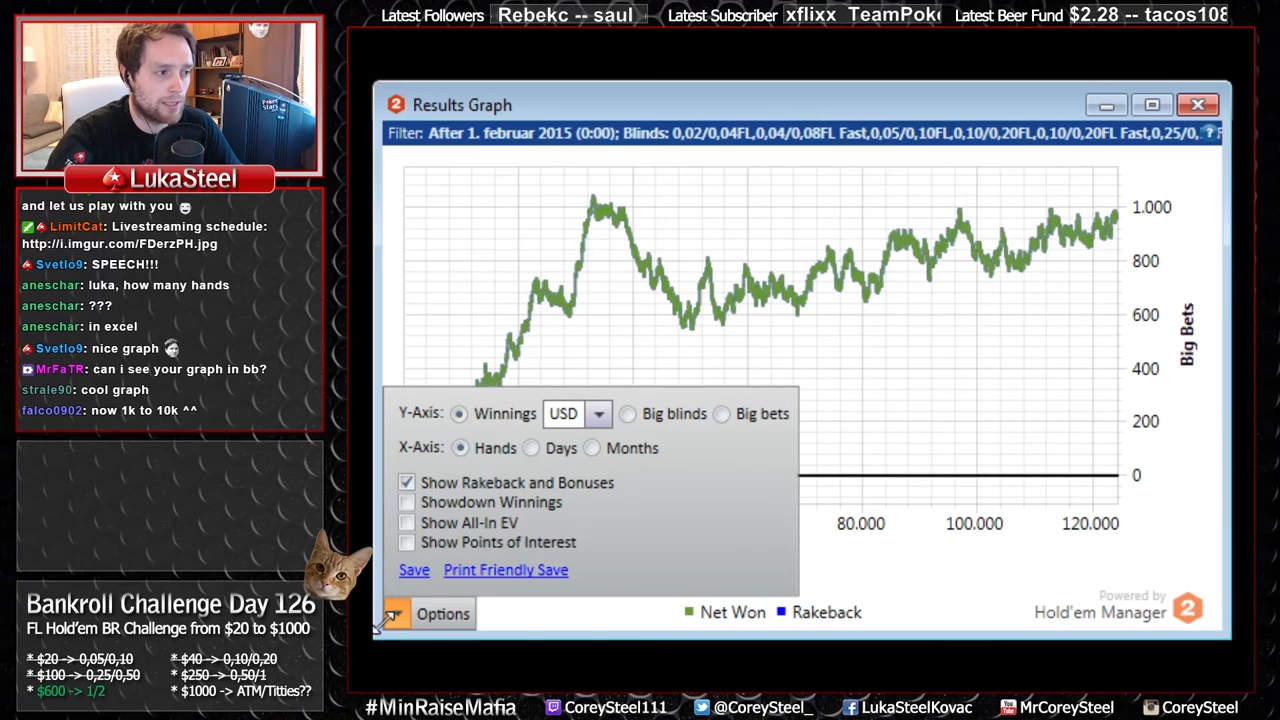 Latest Followers Rebekc -- saul Latest Subscriber xflixx TeamPok Latest Beer Fund $2.28 -- tacos108
LukaSteel
and let us play with you
LimitCat: Livestreaming schedule:
http://i.imgur.com/FDerzPH.jpg
Svetlo9: SPEECH!!!
aneschar: luka, how many hands
aneschar: ???
aneschar: in excel
Svetlo9: nice graph
MrFaTR: can i see your graph in bb?
strale90: cool graph
falco0902: now 1k to 10k ^^
Bankroll Challenge Day 126
FL Hold'em BR Challenge from $20 to $1000
* $20 -> 0,05/0,10 * $40 -> 0,10/0,20
* $100 -> 0,25/0,50 * $250 -> 0,50/1
* $600 -> 1/2 * $1000 -> ATM/Titties??
2 Results Graph
Filter: After 1. februar 2015 (0:00); Blinds: 0,02/0,04FL,0,04/0,08FL Fast,0,05/0,10FL,0,10/0,20FL,0,10/0,20FL Fast,0,25/0, ?
1.000
800
600
400
200
0
Big Bets
80.000 100.000 120.000
Y-Axis: Winnings USD Big blinds Big bets
X-Axis: Hands Days Months
Show Rakeback and Bonuses
Showdown Winnings
Show All-In EV
Show Points of Interest
Save Print Friendly Save
Options
Net Won Rakeback
Powered by
Hold'em Manager 2
#MinRaiseMafia CoreySteel111 @CoreySteel_ LukaSteelKovac MrCoreySteel CoreySteel